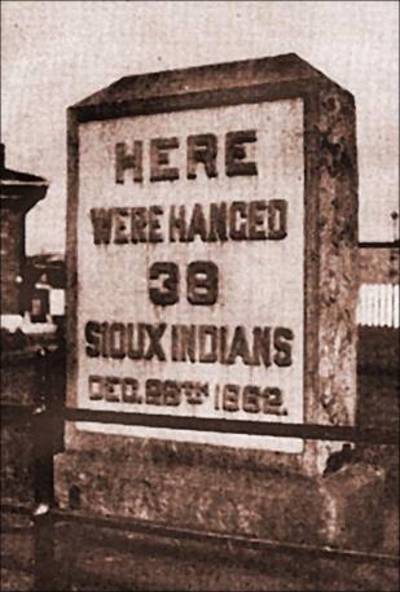 HERE
WERE HANGED
38
SIOUX INDIANS
DEC. 26TH 1862.